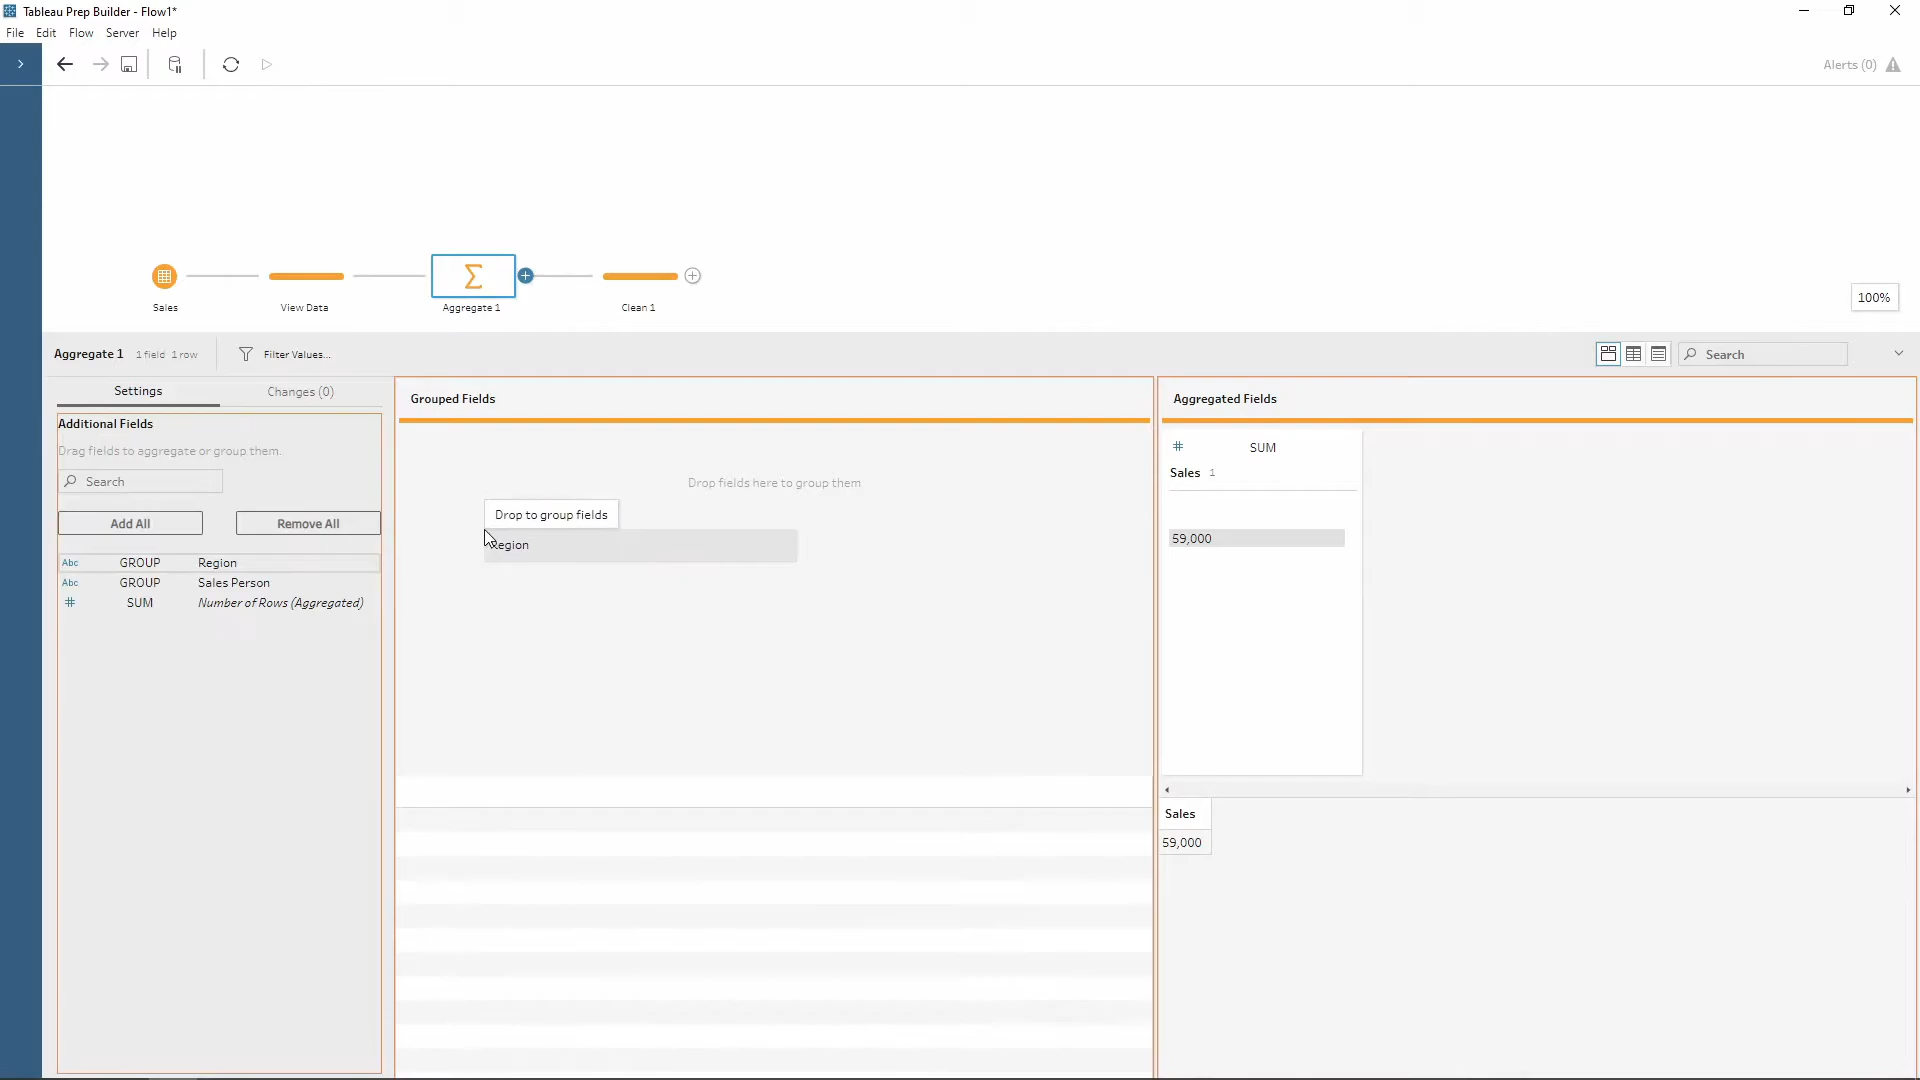 Tableau Prep Builder - Flow1*
File Edit Flow Server Help
Alerts (0)
Sales
View Data
Aggregate 1
Clean 1
100%
Aggregate 1 1 field 1 row Filter Values... Search
Settings Changes (0)
Additional Fields
Drag fields to aggregate or group them.
Search
Add All Remove All
Abc GROUP Region
Abc GROUP Sales Person
# SUM Number of Rows (Aggregated)
Grouped Fields
Drop fields here to group them
Drop to group fields
Region
Aggregated Fields
# SUM
Sales 1
59,000
Sales
59,000